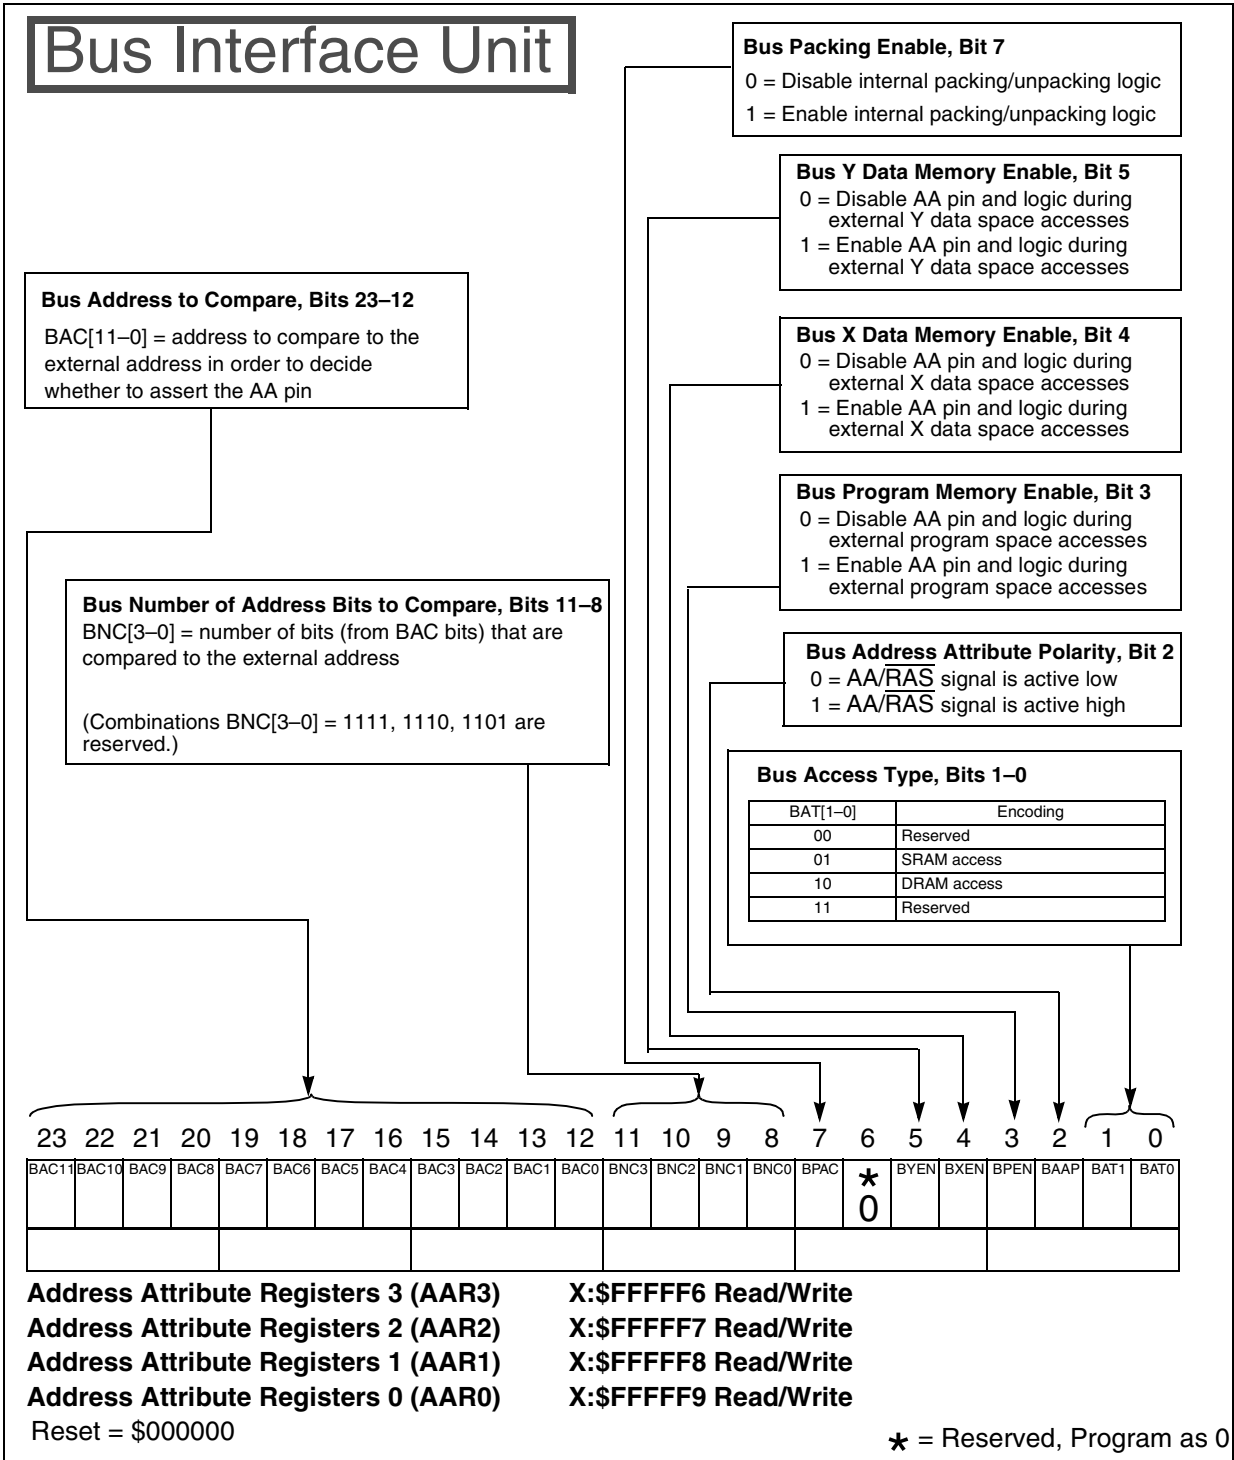 Bus Interface Unit
Bus Packing Enable, Bit 7
0 = Disable internal packing/unpacking logic
1 = Enable internal packing/unpacking logic
Bus Y Data Memory Enable, Bit 5
0 = Disable AA pin and logic during
external Y data space accesses
1 = Enable AA pin and logic during
external Y data space accesses
Bus Address to Compare, Bits 23–12
BAC[11–0] = address to compare to the
external address in order to decide
whether to assert the AA pin
Bus X Data Memory Enable, Bit 4
0 = Disable AA pin and logic during
external X data space accesses
1 = Enable AA pin and logic during
external X data space accesses
Bus Program Memory Enable, Bit 3
0 = Disable AA pin and logic during
external program space accesses
1 = Enable AA pin and logic during
external program space accesses
Bus Number of Address Bits to Compare, Bits 11–8
BNC[3–0] = number of bits (from BAC bits) that are
compared to the external address
(Combinations BNC[3–0] = 1111, 1110, 1101 are
reserved.)
Bus Address Attribute Polarity, Bit 2
0 = AA/R̅A̅S̅ signal is active low
1 = AA/R̅A̅S̅ signal is active high
Bus Access Type, Bits 1–0
BAT[1–0] Encoding
00 Reserved
01 SRAM access
10 DRAM access
11 Reserved
23 22 21 20 19 18 17 16 15 14 13 12 11 10 9 8 7 6 5 4 3 2 1 0
BAC11 BAC10 BAC9 BAC8 BAC7 BAC6 BAC5 BAC4 BAC3 BAC2 BAC1 BAC0 BNC3 BNC2 BNC1 BNC0 BPAC * BYEN BXEN BPEN BAAP BAT1 BAT0
0
Address Attribute Registers 3 (AAR3) X:$FFFFF6 Read/Write
Address Attribute Registers 2 (AAR2) X:$FFFFF7 Read/Write
Address Attribute Registers 1 (AAR1) X:$FFFFF8 Read/Write
Address Attribute Registers 0 (AAR0) X:$FFFFF9 Read/Write
Reset = $000000
* = Reserved, Program as 0